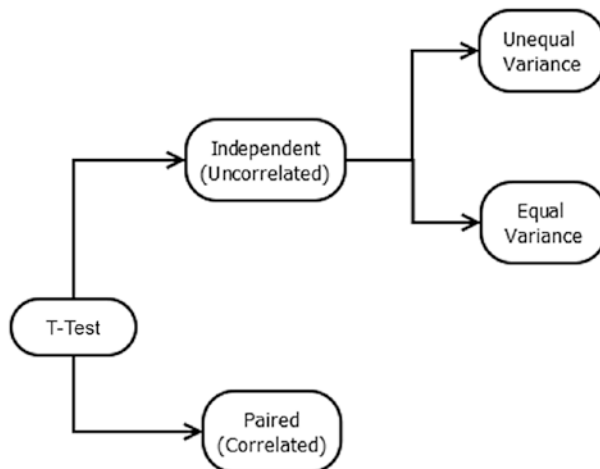 Unequal
Variance
Independent
(Uncorrelated)
Equal
Variance
T-Test
Paired
(Correlated)